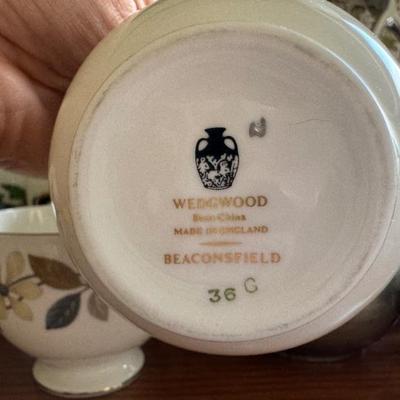 N
WEDGWOOD
Bone China
MADE IN ENGLAND
BEACONSFIELD
36 G